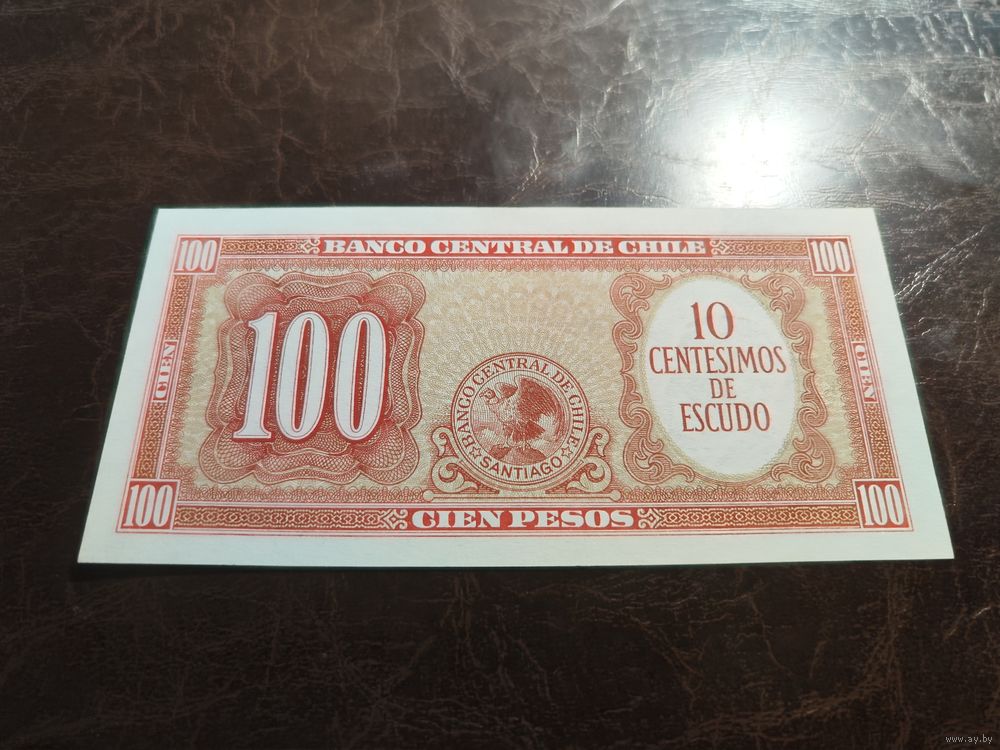 100 BANCO CENTRAL DE CHILE 100
CIEN
CIEN
100
BANCO CENTRAL DE CHILE
SANTIAGO
10
CENTESIMOS
DE
ESCUDO
100 CIEN PESOS 100
www.ay.by